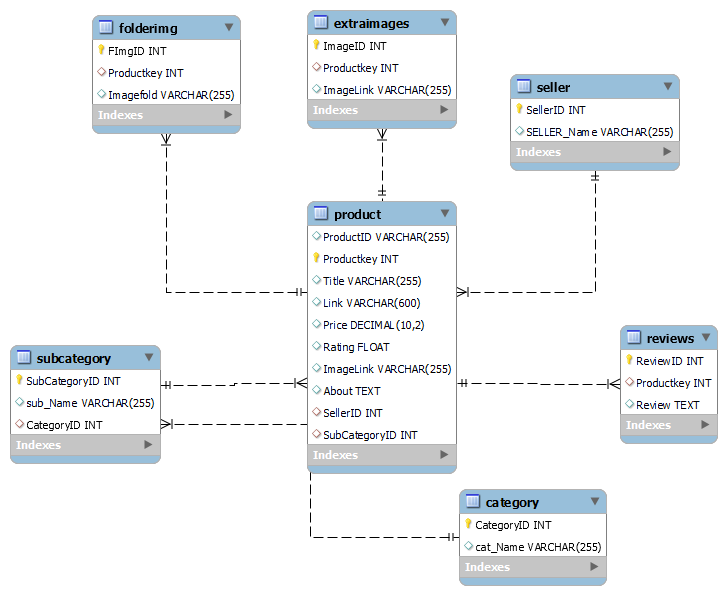 folderimg
FImgID INT
Productkey INT
Imagefold VARCHAR(255)
Indexes
extraimages
ImageID INT
Productkey INT
ImageLink VARCHAR(255)
Indexes
seller
SellerID INT
SELLER_Name VARCHAR(255)
Indexes
product
ProductID VARCHAR(255)
Productkey INT
Title VARCHAR(255)
Link VARCHAR(600)
Price DECIMAL(10,2)
Rating FLOAT
ImageLink VARCHAR(255)
About TEXT
SellerID INT
SubCategoryID INT
Indexes
subcategory
SubCategoryID INT
sub_Name VARCHAR(255)
CategoryID INT
Indexes
reviews
ReviewID INT
Productkey INT
Review TEXT
Indexes
category
CategoryID INT
cat_Name VARCHAR(255)
Indexes